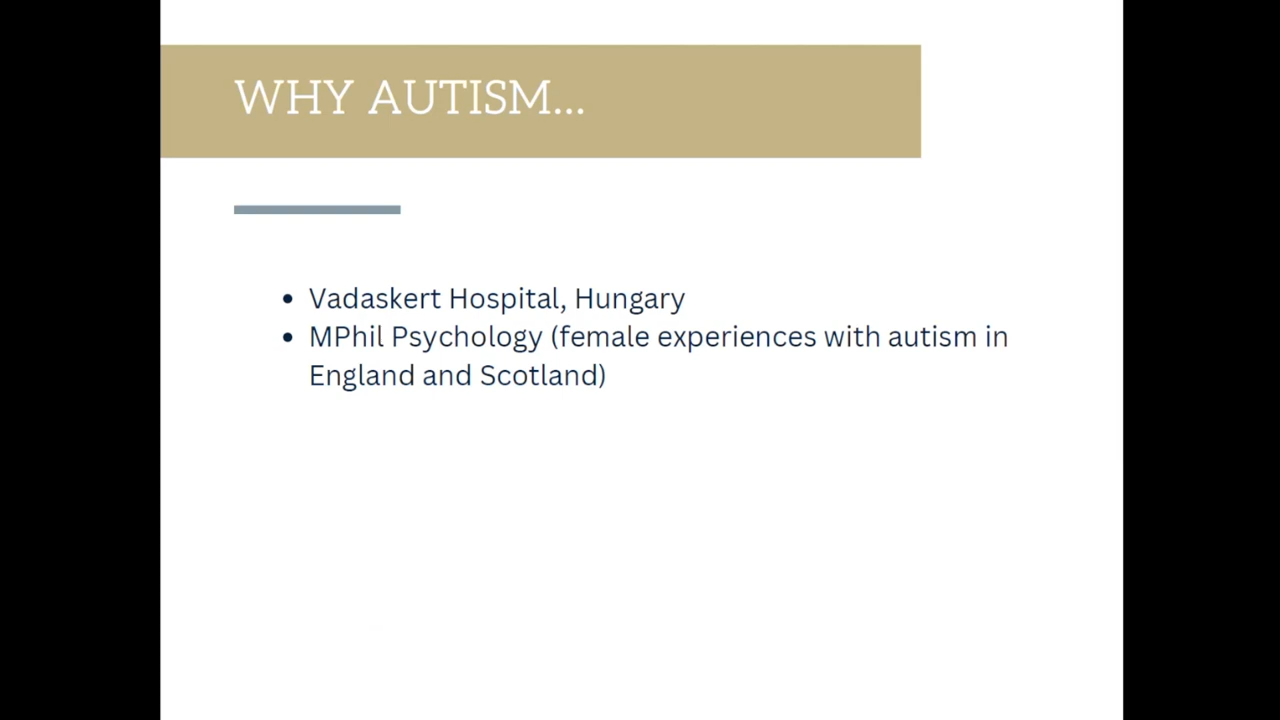 WHY AUTISM...
• Vadaskert Hospital, Hungary
• MPhil Psychology (female experiences with autism in
England and Scotland)